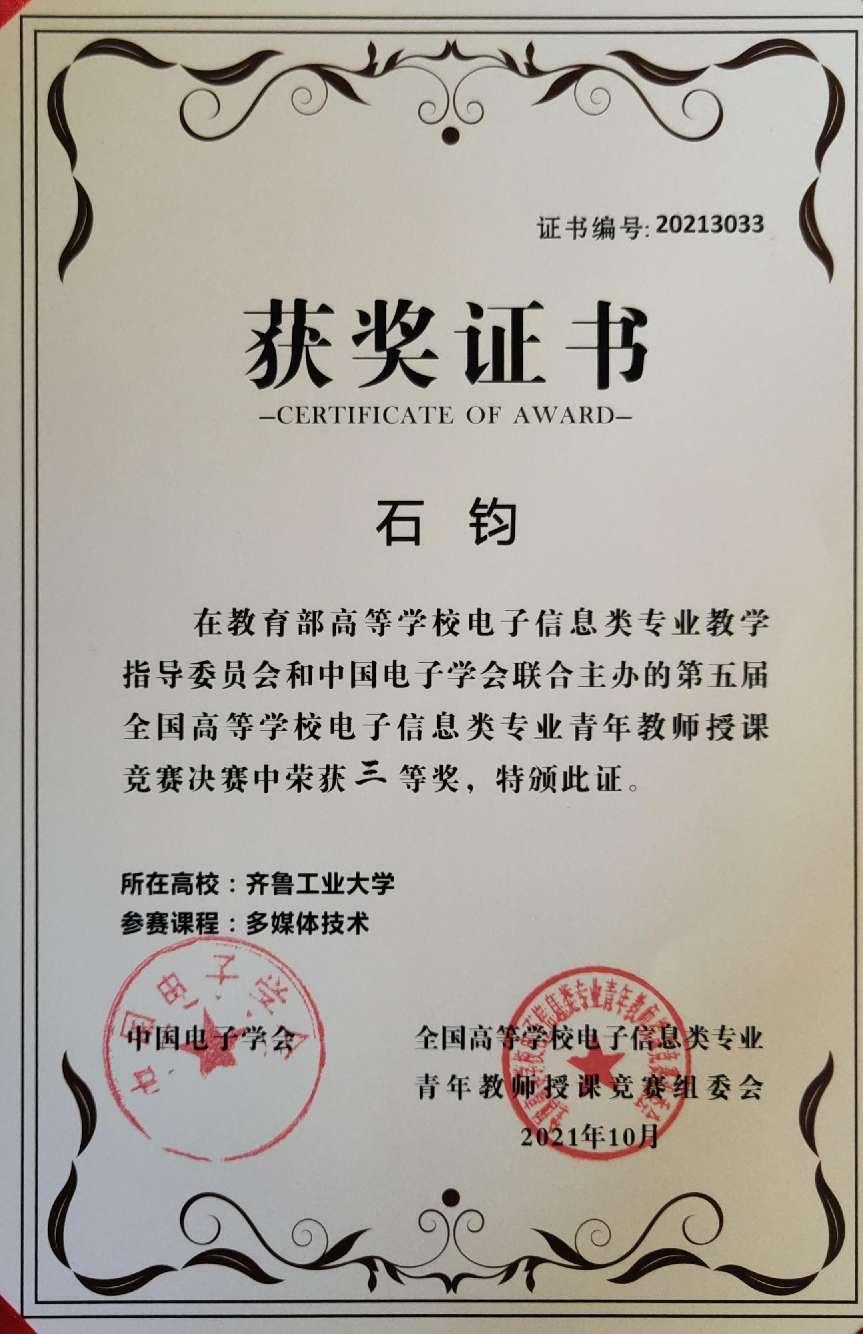 证书编号: 20213033
获奖证书
–CERTIFICATE OF AWARD–
石 钧
在教育部高等学校电子信息类专业教学
指导委员会和中国电子学会联合主办的第五届
全国高等学校电子信息类专业青年教师授课
竞赛决赛中荣获三等奖，特颁此证。
所在高校：齐鲁工业大学
参赛课程：多媒体技术
中国电子学会
中国电子学会
全国高等学校电子信息类专业
青年教师授课竞赛组委会
2021年10月